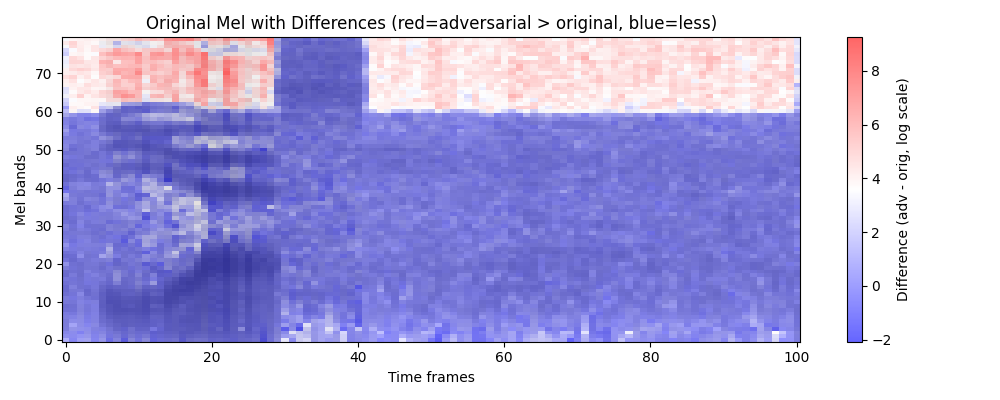 Original Mel with Differences (red=adversarial > original, blue=less)
70
60
50
40
30
20
10
0
Mel bands
0 20 40 60 80 100
Time frames
8
6
4
2
0
−2
Difference (adv - orig, log scale)